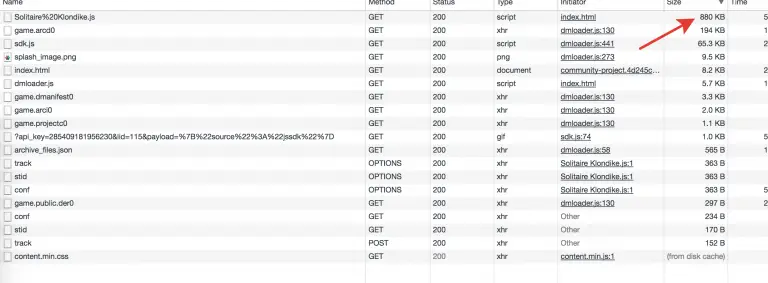 Name Method Status Type Initiator Size ▼ Time
Solitaire%20Klondike.js GET 200 script index.html 880 KB 5
game.arcd0 GET 200 xhr dmloader.js:130 194 KB 1
sdk.js GET 200 script dmloader.js:441 65.3 KB 2
splash_image.png GET 200 png dmloader.js:273 9.5 KB
index.html GET 200 document community-project.4d245c... 8.2 KB 2
dmloader.js GET 200 script index.html 5.7 KB 1
game.dmanifest0 GET 200 xhr dmloader.js:130 3.3 KB
game.arci0 GET 200 xhr dmloader.js:130 2.0 KB
game.projectc0 GET 200 xhr dmloader.js:130 1.1 KB
?api_key=285409181956230&lid=115&payload=%7B%22source%22%3A%22jssdk%22%7D GET 200 gif sdk.js:74 1.0 KB
archive_files.json GET 200 xhr dmloader.js:58 565 B
track OPTIONS 200 xhr Solitaire Klondike.js:1 363 B
stid OPTIONS 200 xhr Solitaire Klondike.js:1 363 B
conf OPTIONS 200 xhr Solitaire Klondike.js:1 363 B 5
game.public.der0 GET 200 xhr dmloader.js:130 297 B 2
conf GET 200 xhr Other 234 B
stid GET 200 xhr Other 170 B
track POST 200 xhr Other 152 B
content.min.css GET 200 xhr content.min.js:1 (from disk cache)